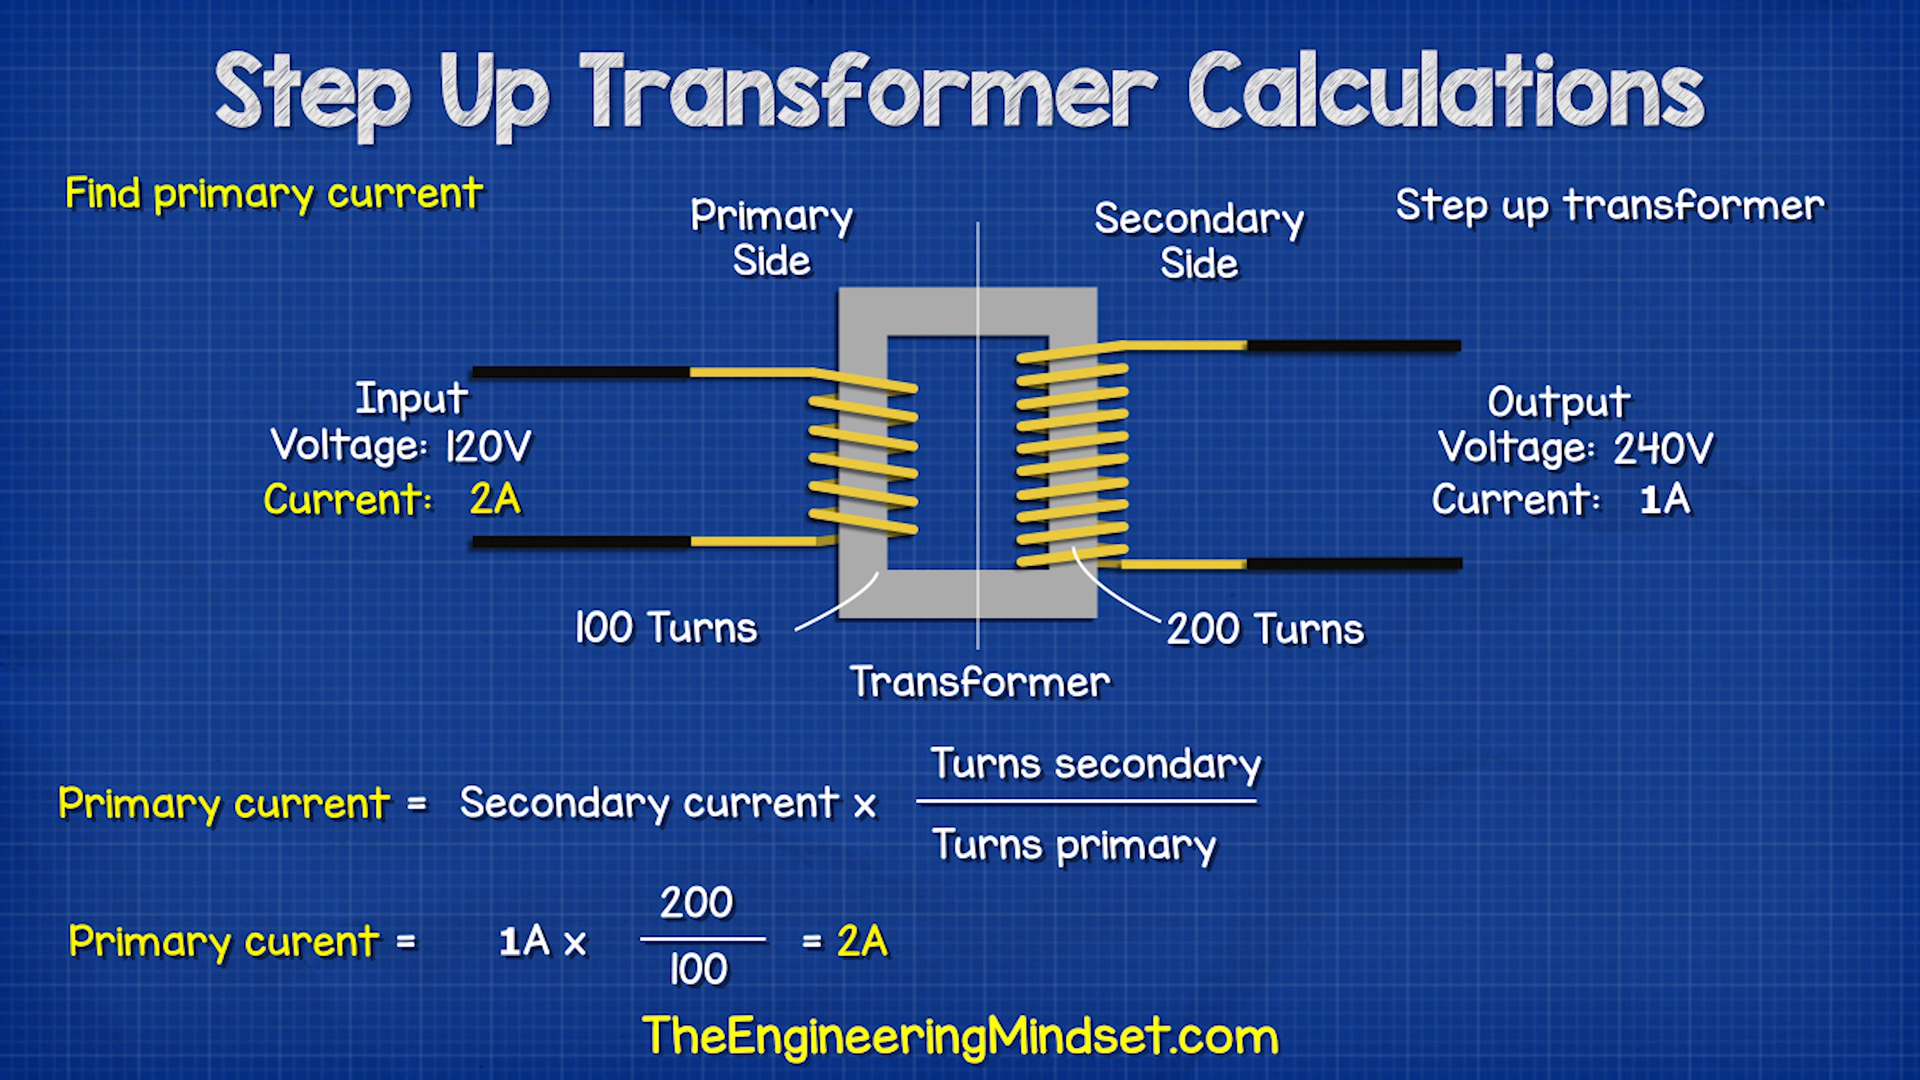 Step Up Transformer Calculations
Find primary current
Primary
Side
Secondary
Side
Step up transformer
Input
Voltage: 120V
Current: 2A
Output
Voltage: 240V
Current: 1A
100 Turns
200 Turns
Transformer
Primary current = Secondary current x
Turns secondary
Turns primary
Primary curent = 1A x
200
100
= 2A
TheEngineeringMindset.com